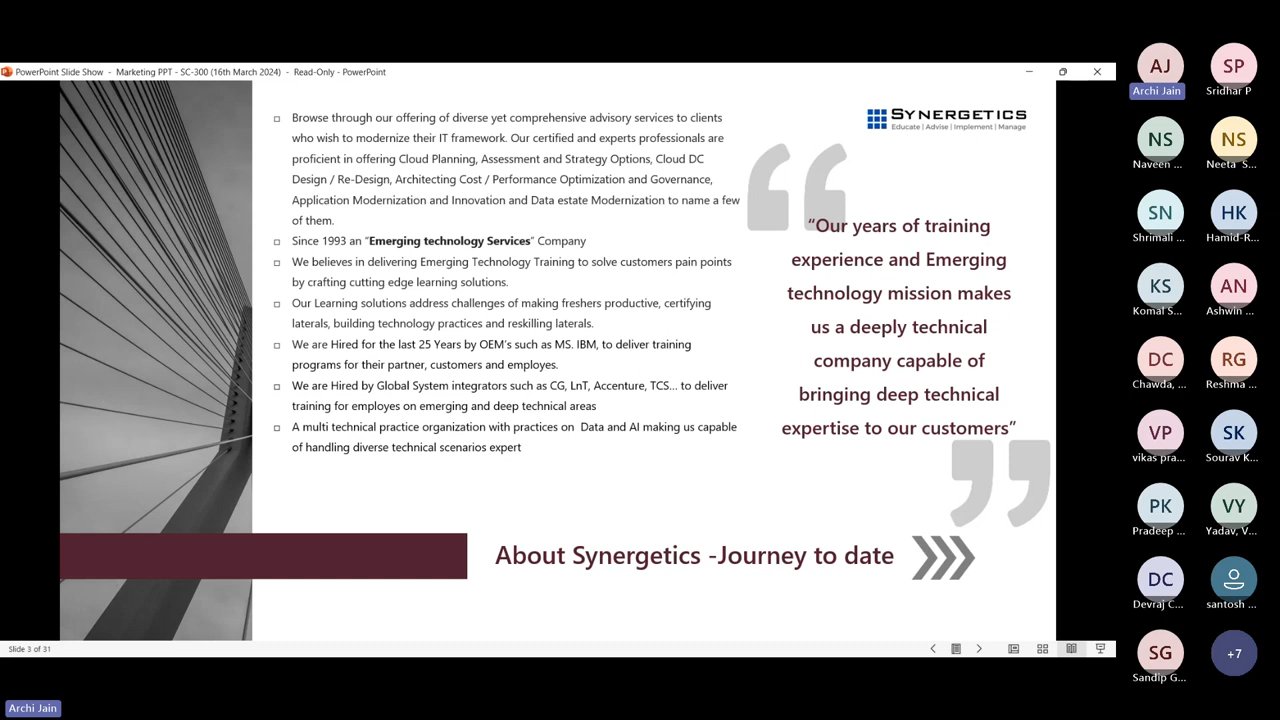 PowerPoint Slide Show - Marketing PPT - SC-300 (16th March 2024) - Read-Only - PowerPoint
Browse through our offering of diverse yet comprehensive advisory services to clients
who wish to modernize their IT framework. Our certified and experts professionals are
proficient in offering Cloud Planning, Assessment and Strategy Options, Cloud DC
Design / Re-Design, Architecting Cost / Performance Optimization and Governance,
Application Modernization and Innovation and Data estate Modernization to name a few
of them.
Since 1993 an “Emerging technology Services” Company
We believes in delivering Emerging Technology Training to solve customers pain points
by crafting cutting edge learning solutions.
Our Learning solutions address challenges of making freshers productive, certifying
laterals, building technology practices and reskilling laterals.
We are Hired for the last 25 Years by OEM’s such as MS. IBM, to deliver training
programs for their partner, customers and employes.
We are Hired by Global System integrators such as CG, LnT, Accenture, TCS... to deliver
training for employes on emerging and deep technical areas
A multi technical practice organization with practices on Data and AI making us capable
of handling diverse technical scenarios expert
SYNERGETICS
Educate | Advise | Implement | Manage
“Our years of training
experience and Emerging
technology mission makes
us a deeply technical
company capable of
bringing deep technical
expertise to our customers”
About Synergetics -Journey to date
Slide 3 of 31
AJ
Archi Jain
SP
Sridhar P
NS
Naveen ...
NS
Neeta S...
SN
Shrimali ...
HK
Hamid-R...
KS
Komal S...
AN
Ashwin ...
DC
Chawda, ...
RG
Reshma ...
VP
vikas pra...
SK
Sourav K...
PK
Pradeep ...
VY
Yadav, V...
DC
Devraj C...
santosh ...
SG
Sandip G...
+7
Archi Jain